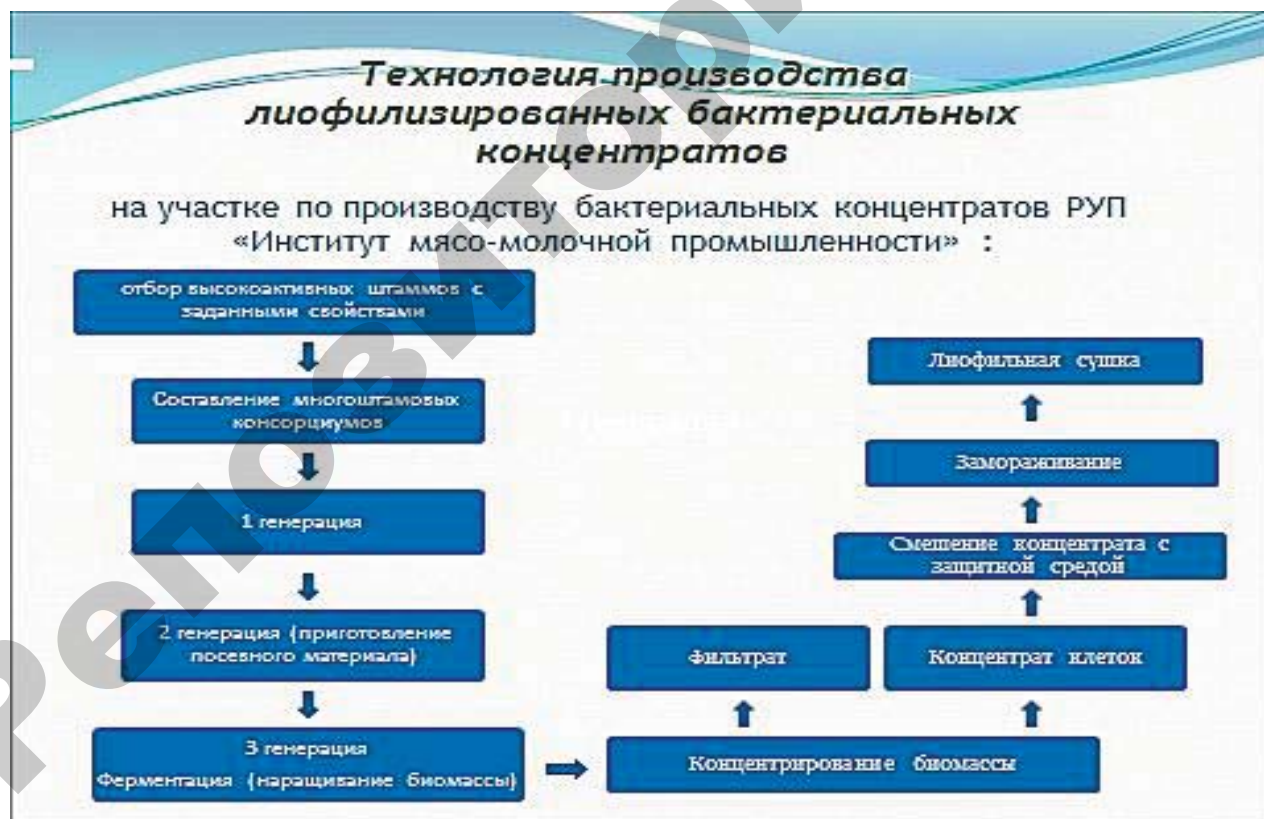 Технология производства
лиофилизированных бактериальных
концентратов
на участке по производству бактериальных концентратов РУП
«Институт мясо-молочной промышленности» :
отбор высокоактивных штаммов с
заданными свойствами
Составление многоштамовых
консорциумов
1 генерация
2 генерация (приготовление
посевного материала)
3 генерация
Ферментация (наращивание биомассы)
Концентрирование биомассы
Фильтрат
Концентрат клеток
Смешение концентрата с
защитной средой
Замораживание
Лиофильная сушка